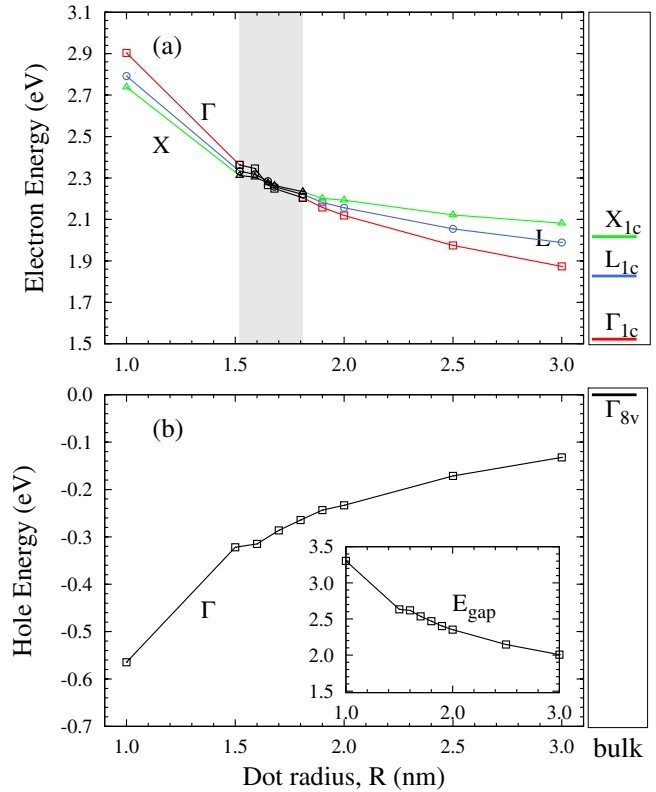 (a)
Electron Energy (eV)
3.1
2.9
2.7
2.5
2.3
2.1
1.9
1.7
1.5
Γ
X
L
1.0 1.5 2.0 2.5 3.0
X1c
L1c
Γ1c
(b)
Hole Energy (eV)
0.0
-0.1
-0.2
-0.3
-0.4
-0.5
-0.6
-0.7
Γ
Γ8v
3.5
3.0
2.5
2.0
1.5
Egap
1.0 2.0 3.0
1.0 1.5 2.0 2.5 3.0
Dot radius, R (nm)
bulk